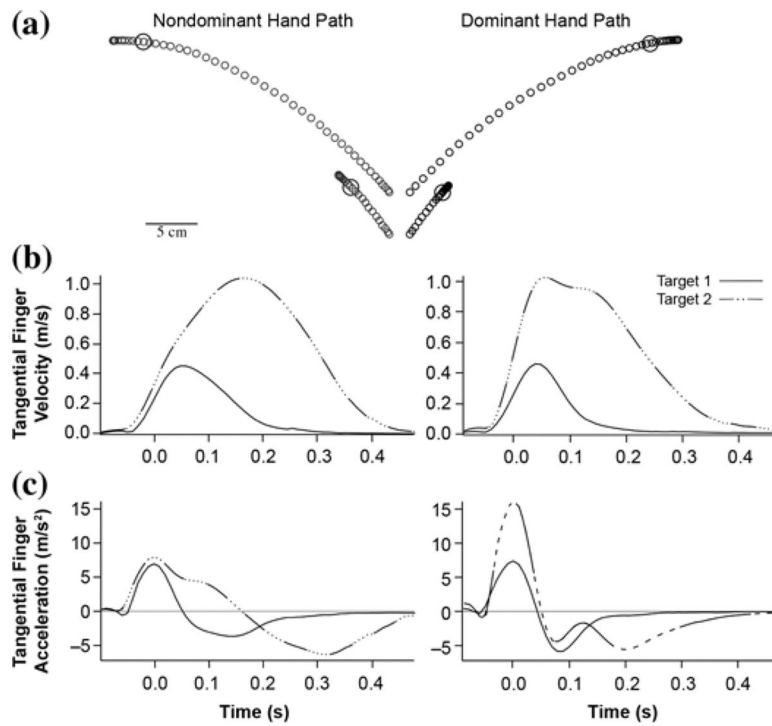 (a)
Nondominant Hand Path
Dominant Hand Path
5 cm
(b)
Tangential Finger
Velocity (m/s)
1.0
0.8
0.6
0.4
0.2
0.0
0.0 0.1 0.2 0.3 0.4
1.0
0.8
0.6
0.4
0.2
0.0
0.0 0.1 0.2 0.3 0.4
Target 1
Target 2
(c)
Tangential Finger
Acceleration (m/s²)
15
10
5
0
−5
0.0 0.1 0.2 0.3 0.4
Time (s)
15
10
5
0
−5
0.0 0.1 0.2 0.3 0.4
Time (s)